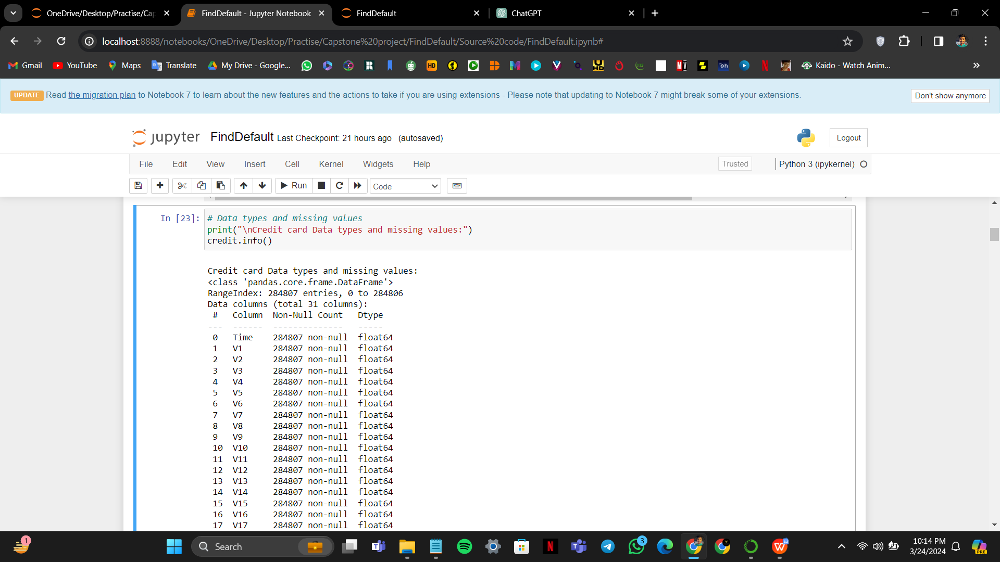 OneDrive/Desktop/Practise/Cap
FindDefault - Jupyter Notebook
FindDefault
ChatGPT
localhost:8888/notebooks/OneDrive/Desktop/Practise/Capstone%20project/FindDefault/Source%20code/FindDefault.ipynb#
Gmail YouTube Maps Translate My Drive - Google... Kaido - Watch Anim...
UPDATE Read the migration plan to Notebook 7 to learn about the new features and the actions to take if you are using extensions - Please note that updating to Notebook 7 might break some of your extensions.
Don't show anymore
jupyter FindDefault Last Checkpoint: 21 hours ago (autosaved)
Logout
File Edit View Insert Cell Kernel Widgets Help
Trusted
Python 3 (ipykernel)
Run
Code
In [23]:
# Data types and missing values
print("\nCredit card Data types and missing values:")
credit.info()
Credit card Data types and missing values:
<class 'pandas.core.frame.DataFrame'>
RangeIndex: 284807 entries, 0 to 284806
Data columns (total 31 columns):
# Column Non-Null Count Dtype
--- ------ -------------- -----
0 Time 284807 non-null float64
1 V1 284807 non-null float64
2 V2 284807 non-null float64
3 V3 284807 non-null float64
4 V4 284807 non-null float64
5 V5 284807 non-null float64
6 V6 284807 non-null float64
7 V7 284807 non-null float64
8 V8 284807 non-null float64
9 V9 284807 non-null float64
10 V10 284807 non-null float64
11 V11 284807 non-null float64
12 V12 284807 non-null float64
13 V13 284807 non-null float64
14 V14 284807 non-null float64
15 V15 284807 non-null float64
16 V16 284807 non-null float64
17 V17 284807 non-null float64
1
Search
3
10:14 PM
3/24/2024
PRE